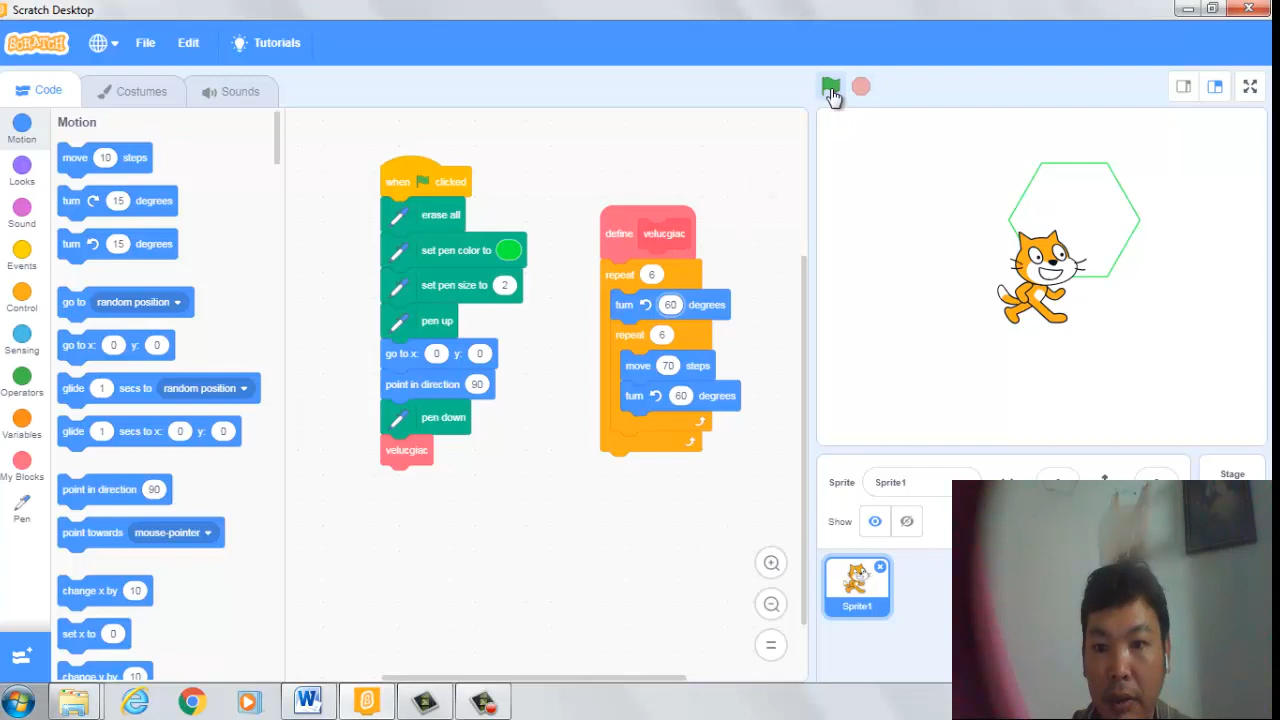 Scratch Desktop
SCRATCH
File
Edit
Tutorials
Code
Costumes
Sounds
Motion
Looks
Sound
Events
Control
Sensing
Operators
Variables
My Blocks
Pen
Motion
move 10 steps
turn 15 degrees
turn 15 degrees
go to random position
go to x: 0 y: 0
glide 1 secs to random position
glide 1 secs to x: 0 y: 0
point in direction 90
point towards mouse-pointer
change x by 10
set x to 0
change y by 10
when clicked
erase all
set pen color to
set pen size to 2
pen up
go to x: 0 y: 0
point in direction 90
pen down
velucgiac
define velucgiac
repeat 6
turn 60 degrees
repeat 6
move 70 steps
turn 60 degrees
Sprite
Sprite1
Show
Sprite1
Stage